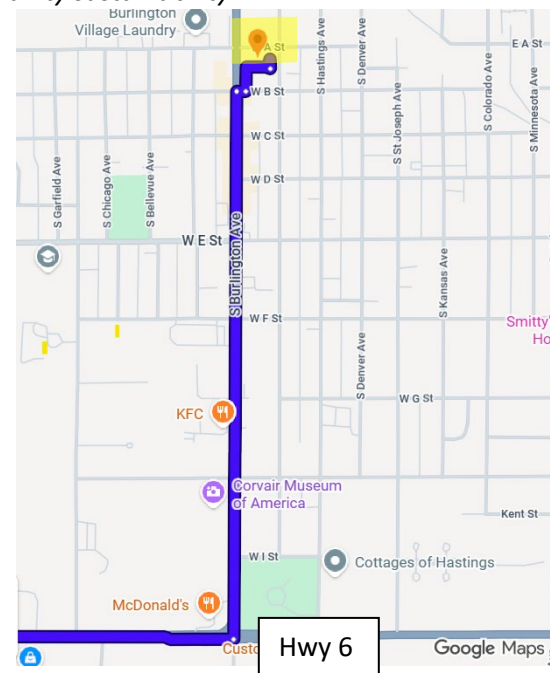 Burlington
Village Laundry
A St
E A St
S Hastings Ave
S Denver Ave
S St Joseph Ave
S Colorado Ave
S Minnesota Ave
W B St
W C St
W D St
S Garfield Ave
S Chicago Ave
S Bellevue Ave
W E St
S Burlington Ave
S Kansas Ave
W F St
Smitty'
Ho
S Denver Ave
W G St
KFC
Corvair Museum
of America
Kent St
W I St
Cottages of Hastings
McDonald's
Custo
Hwy 6
Google Maps